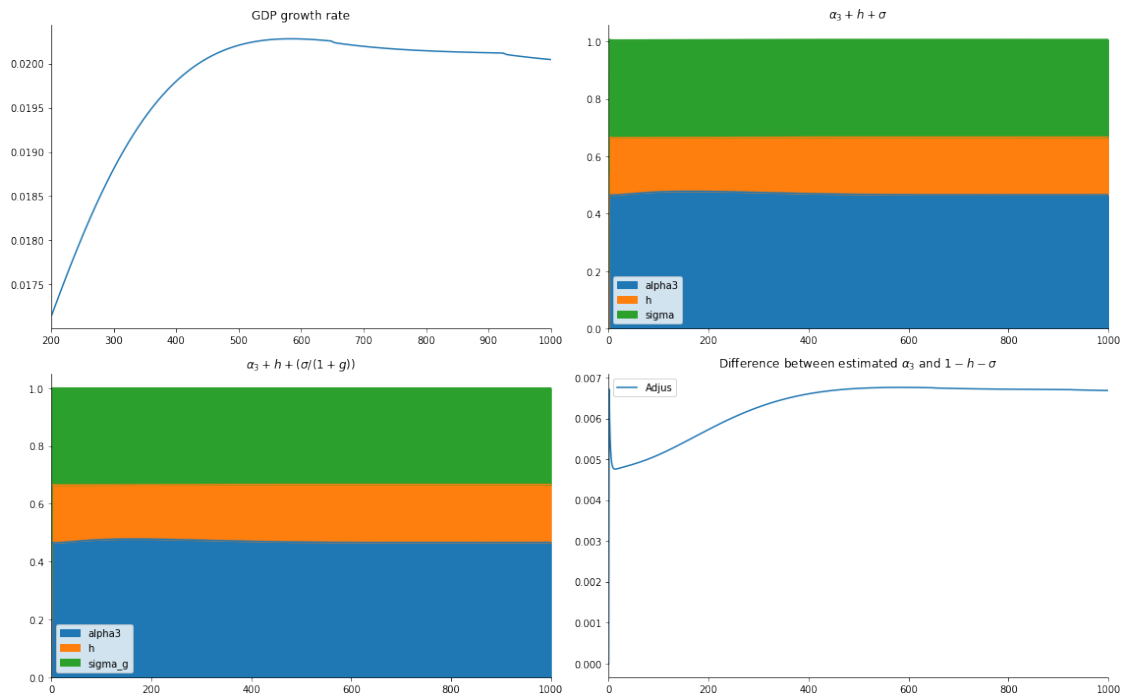 GDP growth rate
0.0200
0.0195
0.0190
0.0185
0.0180
0.0175
200 300 400 500 600 700 800 900 1000
α₃ + h + σ
1.0
0.8
0.6
0.4
0.2
0.0
alpha3
h
sigma
0 200 400 600 800 1000
α₃ + h + (σ/(1 + g))
1.0
0.8
0.6
0.4
0.2
0.0
alpha3
h
sigma_g
0 200 400 600 800 1000
Difference between estimated α₃ and 1 − h − σ
0.007
Adjus
0.006
0.005
0.004
0.003
0.002
0.001
0.000
0 200 400 600 800 1000